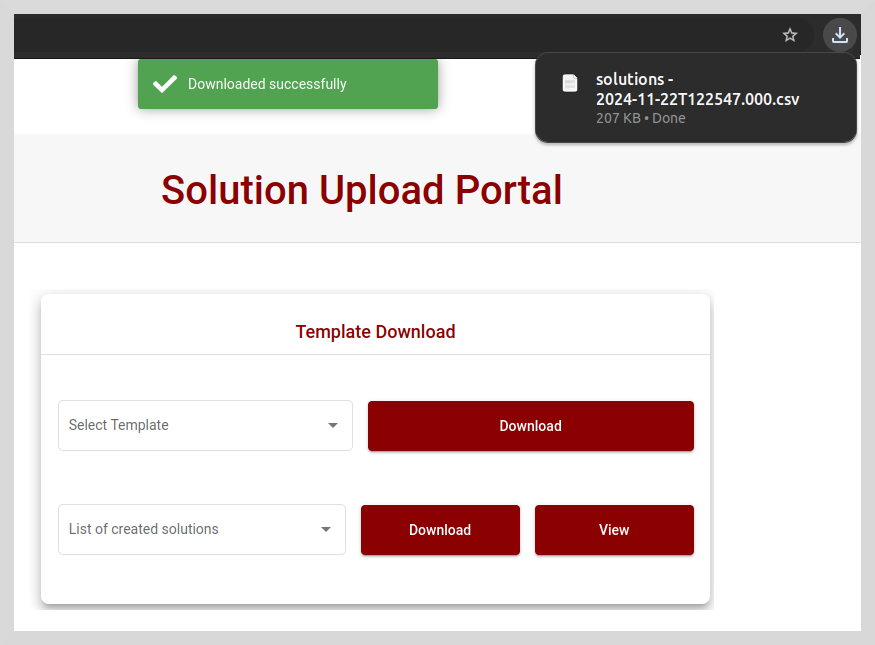 Downloaded successfully
solutions -
2024-11-22T122547.000.csv
207 KB • Done
Solution Upload Portal
Template Download
Select Template
Download
List of created solutions
Download
View